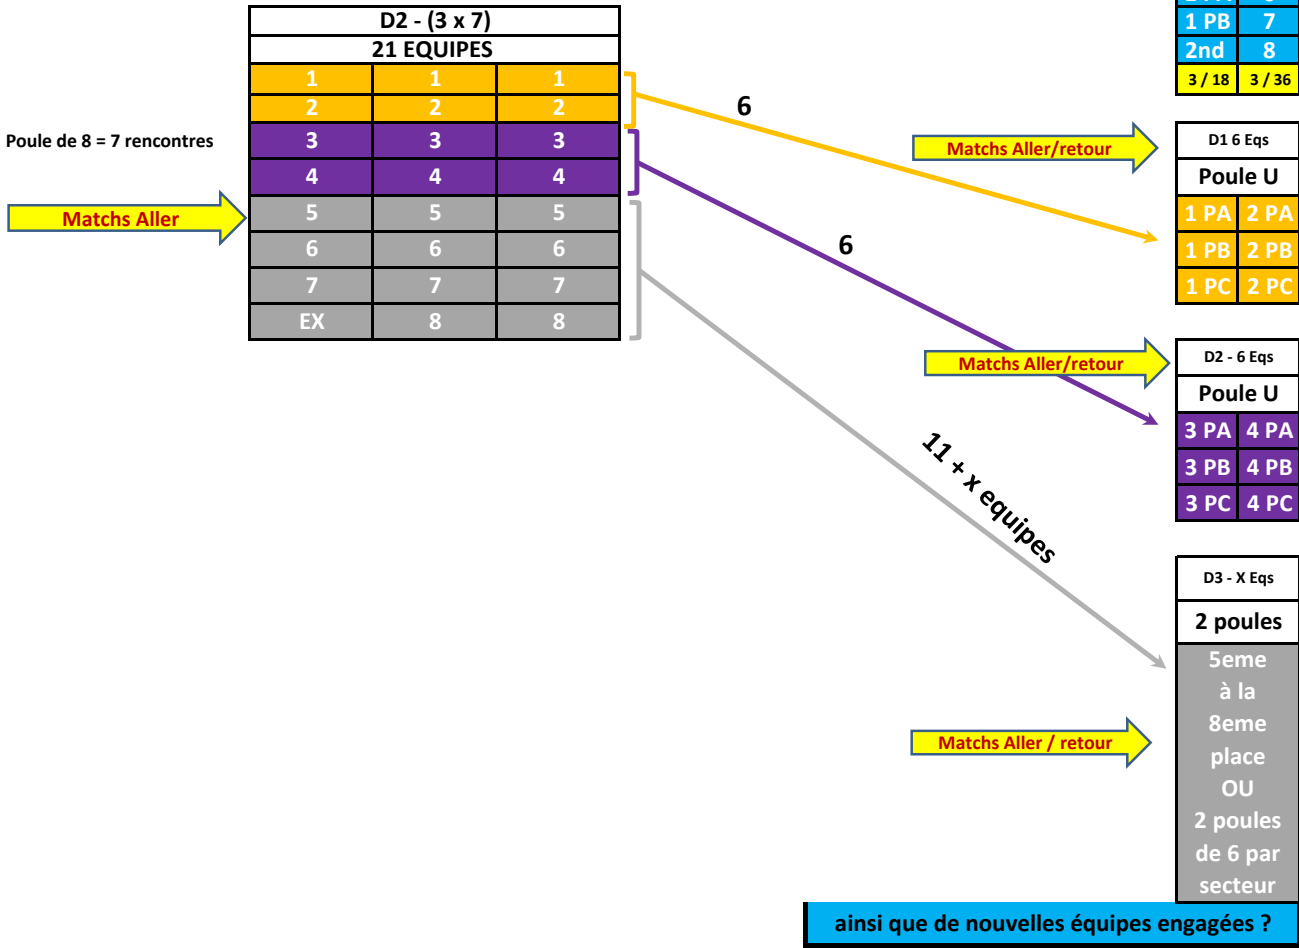 1 PB 7
2nd 8
3 / 18 3 / 36
D2 - (3 x 7)
21 EQUIPES
1 1 1
2 2 2
3 3 3
4 4 4
5 5 5
6 6 6
7 7 7
EX 8 8
Poule de 8 = 7 rencontres
Matchs Aller
6
6
11 + x equipes
Matchs Aller/retour
D1 6 Eqs
Poule U
1 PA 2 PA
1 PB 2 PB
1 PC 2 PC
Matchs Aller/retour
D2 - 6 Eqs
Poule U
3 PA 4 PA
3 PB 4 PB
3 PC 4 PC
D3 - X Eqs
2 poules
5eme
à la
8eme
place
OU
2 poules
de 6 par
secteur
Matchs Aller / retour
ainsi que de nouvelles équipes engagées ?